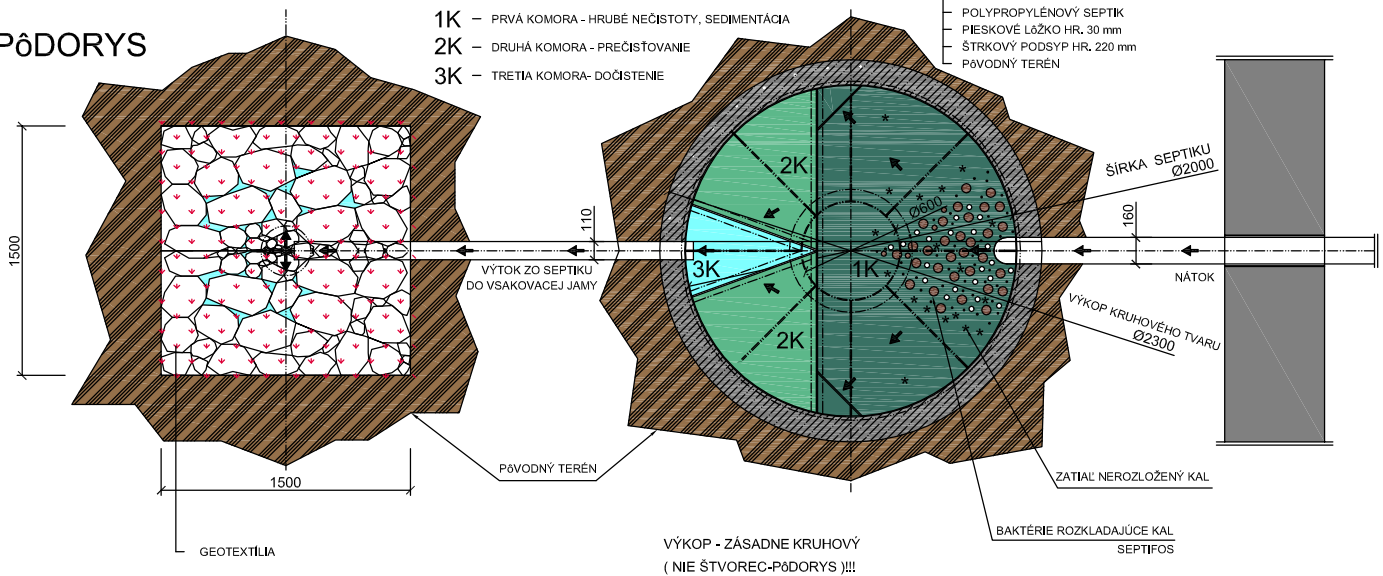 PôDORYS
1K – PRVÁ KOMORA - HRUBÉ NEČISTOTY, SEDIMENTÁCIA
2K – DRUHÁ KOMORA - PREČISŤOVANIE
3K – TRETIA KOMORA- DOČISTENIE
POLYPROPYLÉNOVÝ SEPTIK
PIESKOVÉ LôŽKO HR. 30 mm
ŠTRKOVÝ PODSYP HR. 220 mm
PôVODNÝ TERÉN
1500
110
VÝTOK ZO SEPTIKU
DO VSAKOVACEJ JAMY
2K
3K
1K
2K
Ø600
ŠÍRKA SEPTIKU
Ø2000
160
NÁTOK
VÝKOP KRUHOVÉHO TVARU
Ø2300
1500
PôVODNÝ TERÉN
ZATIAĽ NEROZLOŽENÝ KAL
BAKTÉRIE ROZKLADAJÚCE KAL
SEPTIFOS
GEOTEXTÍLIA
VÝKOP - ZÁSADNE KRUHOVÝ
( NIE ŠTVOREC-PôDORYS )!!!